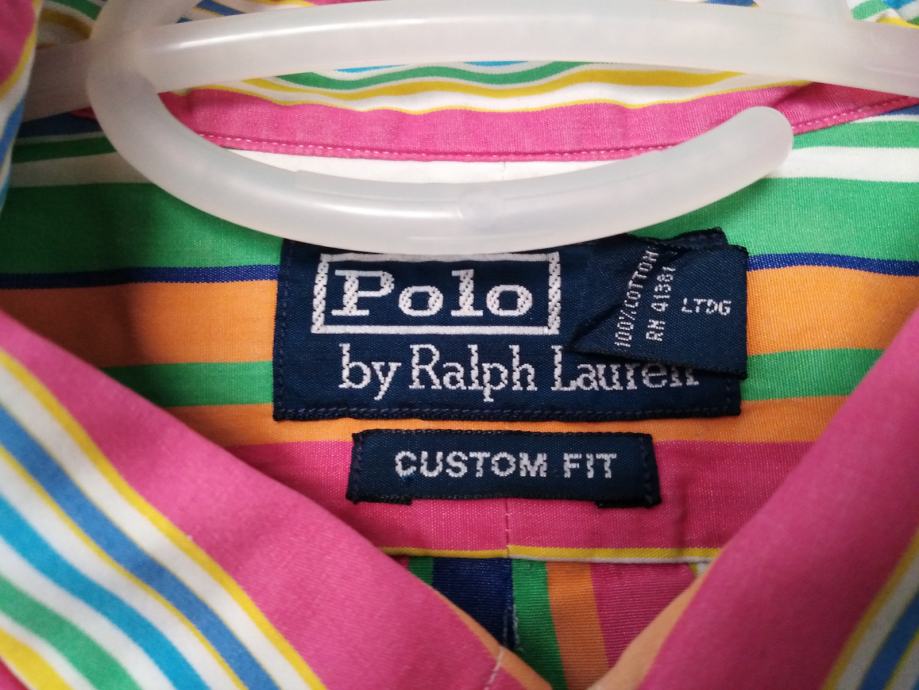 Polo
by Ralph Lauren
100% COTTON
RN 41381
LTDG
CUSTOM FIT